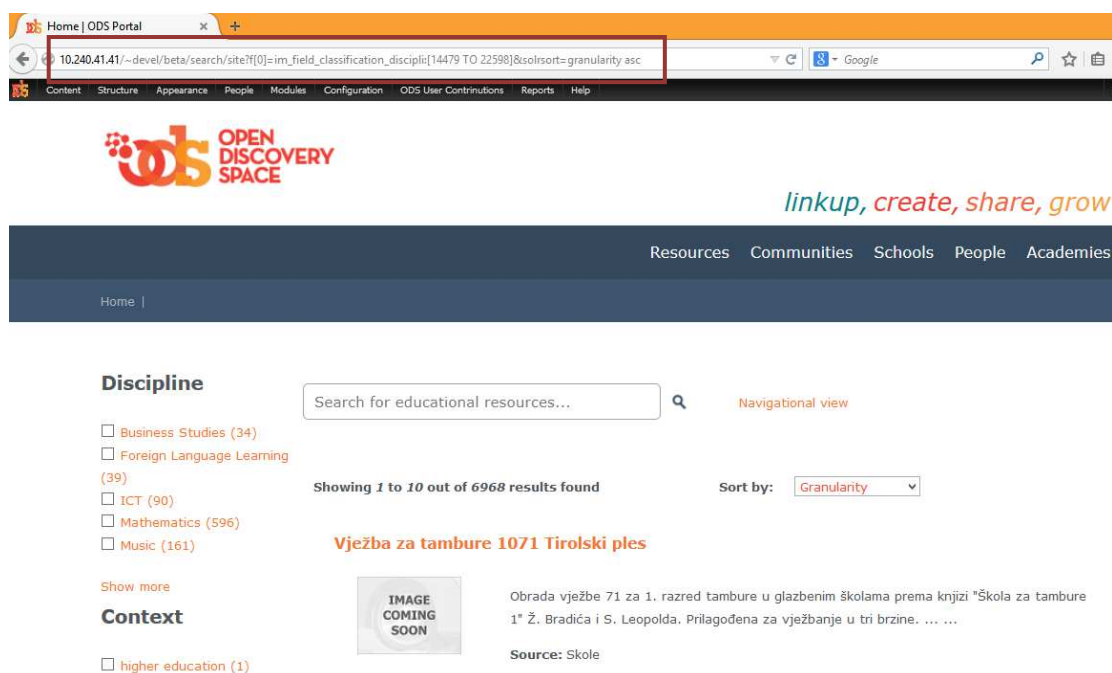 Home | ODS Portal
10.240.41.41/~devel/beta/search/site?f[0]=im_field_classification_discipli:[14479 TO 22598]&solrsort=granularity asc
Google
Content Structure Appearance People Modules Configuration ODS User Contrinutions Reports Help
ods OPEN DISCOVERY SPACE
linkup, create, share, grow
Resources Communities Schools People Academies
Home |
Discipline
Search for educational resources...
Navigational view
Business Studies (34)
Foreign Language Learning
(39)
ICT (90)
Mathematics (596)
Music (161)
Show more
Showing 1 to 10 out of 6968 results found
Sort by: Granularity
Vježba za tambure 1071 Tirolski ples
IMAGE
COMING
SOON
Obrada vježbe 71 za 1. razred tambure u glazbenim školama prema knjizi "Škola za tambure
1" Ž. Bradića i S. Leopolda. Prilagođena za vježbanje u tri brzine. ... ...
Source: Skole
Context
higher education (1)